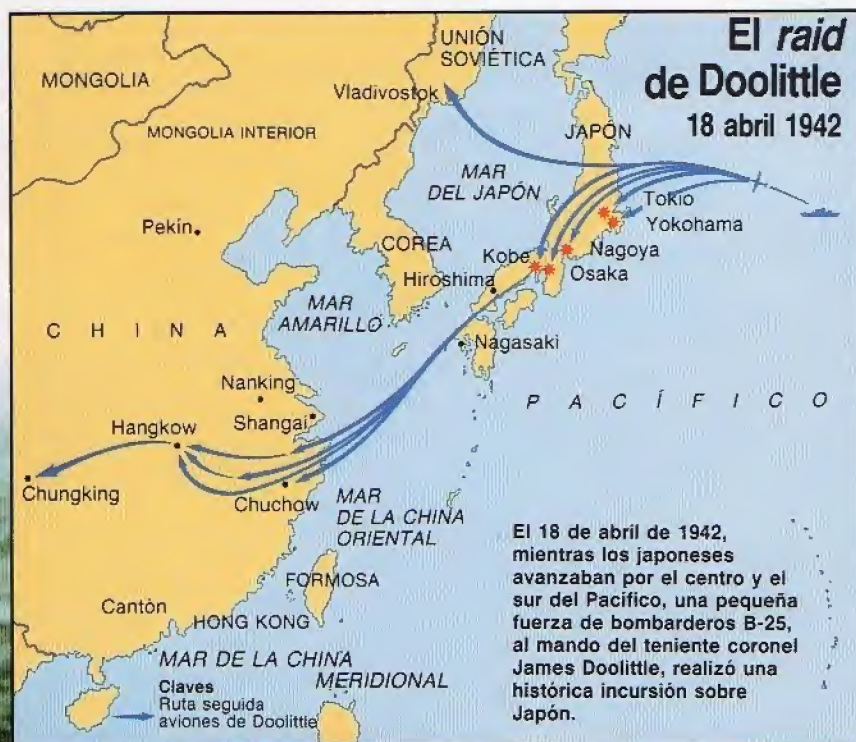 El raid
de Doolittle
18 abril 1942
UNIÓN
SOVIÉTICA
MONGOLIA
Vladivostok
MONGOLIA INTERIOR
JAPÓN
MAR
DEL JAPÓN
Tokio
Yokohama
Pekín
COREA
Kobe
Nagoya
Hiroshima
Osaka
MAR
AMARILLO
CHINA
Nagasaki
Nanking
PACÍFICO
Shangai
Hangkow
Chungking
Chuchow
MAR
DE LA CHINA
ORIENTAL
El 18 de abril de 1942,
mientras los japoneses
avanzaban por el centro y el
sur del Pacífico, una pequeña
fuerza de bombarderos B-25,
al mando del teniente coronel
James Doolittle, realizó una
histórica incursión sobre
Japón.
FORMOSA
Cantón
HONG KONG
MAR DE LA CHINA
MERIDIONAL
Claves
Ruta seguida
aviones de Doolittle